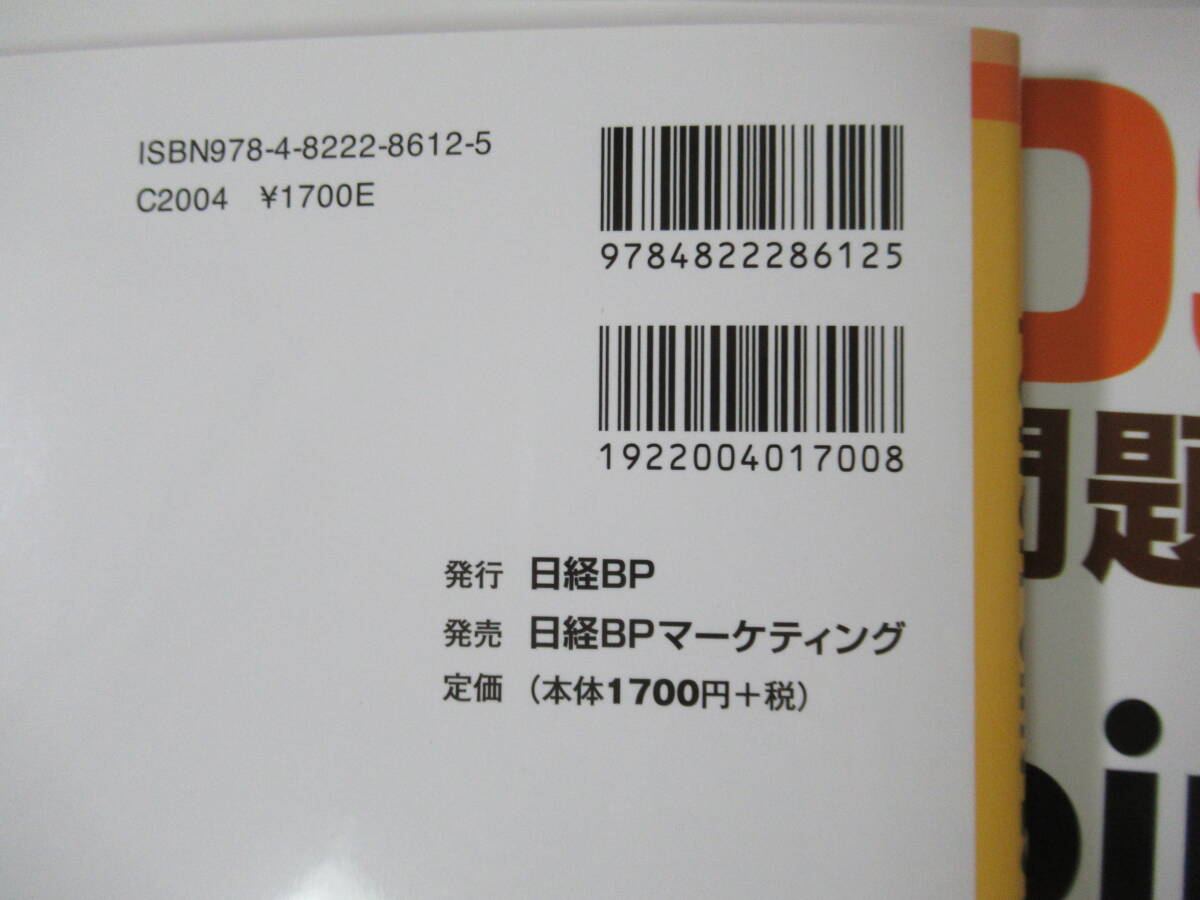 ISBN978-4-8222-8612-5
C2004 ¥1700E
9784822286125
1922004017008
発行 日経BP
発売 日経BPマーケティング
定価 (本体1700円+税)
問題